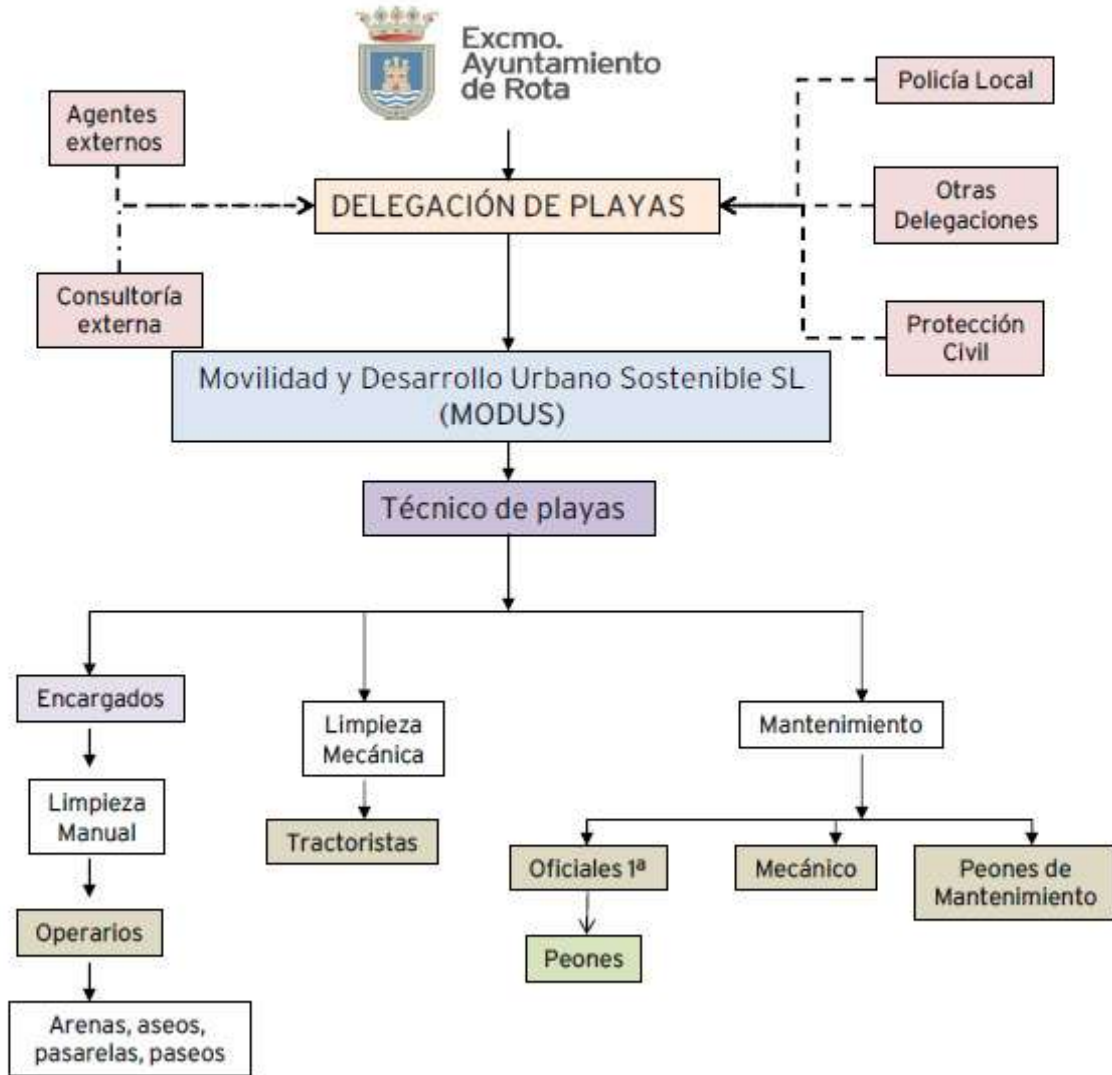 Excmo.
Ayuntamiento
de Rota
Agentes
externos
Policía Local
DELEGACIÓN DE PLAYAS
Otras
Delegaciones
Consultoría
externa
Protección
Civil
Movilidad y Desarrollo Urbano Sostenible SL
(MODUS)
Técnico de playas
Encargados
Limpieza
Mecánica
Mantenimiento
Limpieza
Manual
Tractoristas
Oficiales 1ª
Mecánico
Peones de
Mantenimiento
Operarios
Peones
Arenas, aseos,
pasarelas, paseos